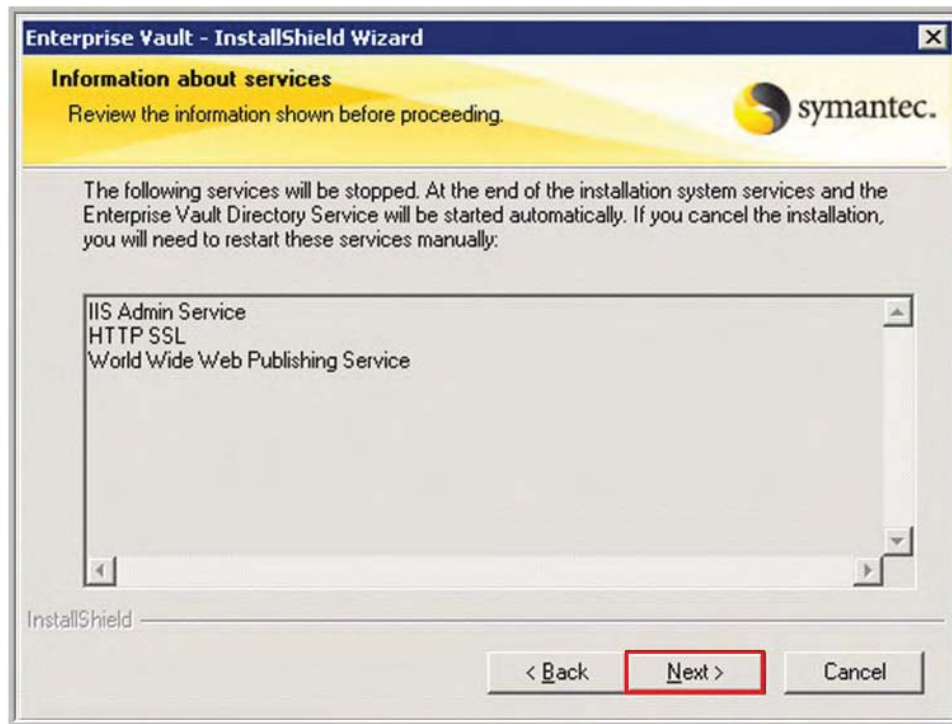 Enterprise Vault - InstallShield Wizard
Information about services
Review the information shown before proceeding.
symantec.
The following services will be stopped. At the end of the installation system services and the
Enterprise Vault Directory Service will be started automatically. If you cancel the installation,
you will need to restart these services manually:
IIS Admin Service
HTTP SSL
World Wide Web Publishing Service
InstallShield
< Back
Next >
Cancel